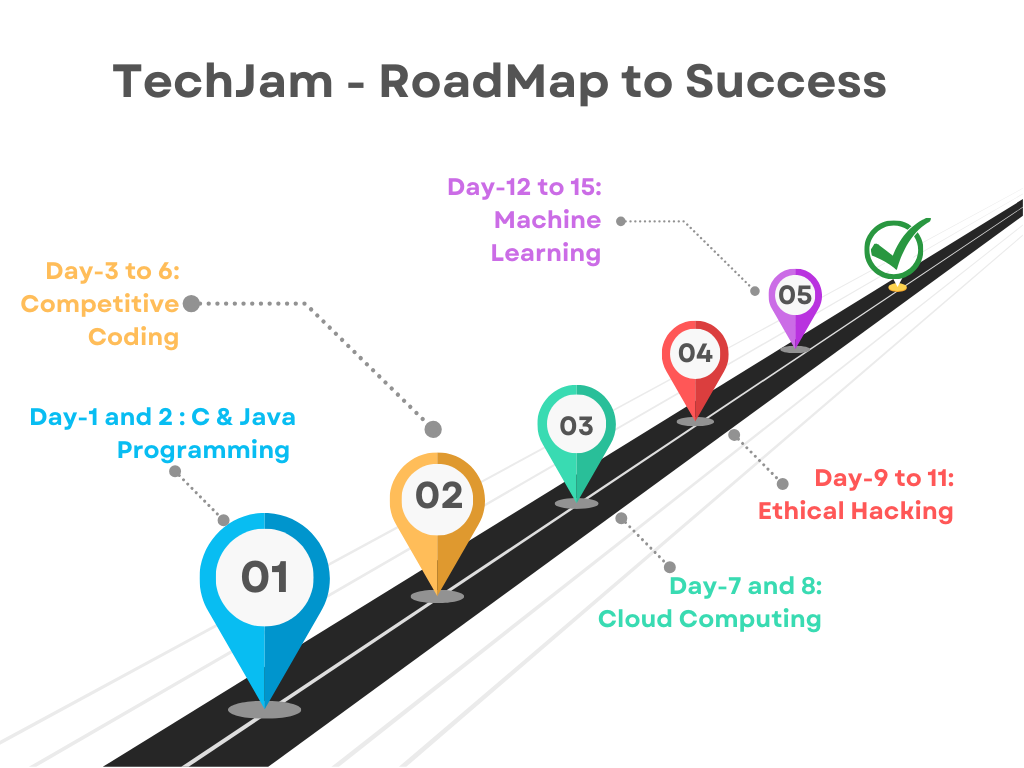 TechJam - RoadMap to Success
Day-12 to 15:
Machine
Learning
Day-3 to 6:
Competitive
Coding
05
04
Day-1 and 2 : C & Java
Programming
03
02
Day-9 to 11:
Ethical Hacking
01
Day-7 and 8:
Cloud Computing